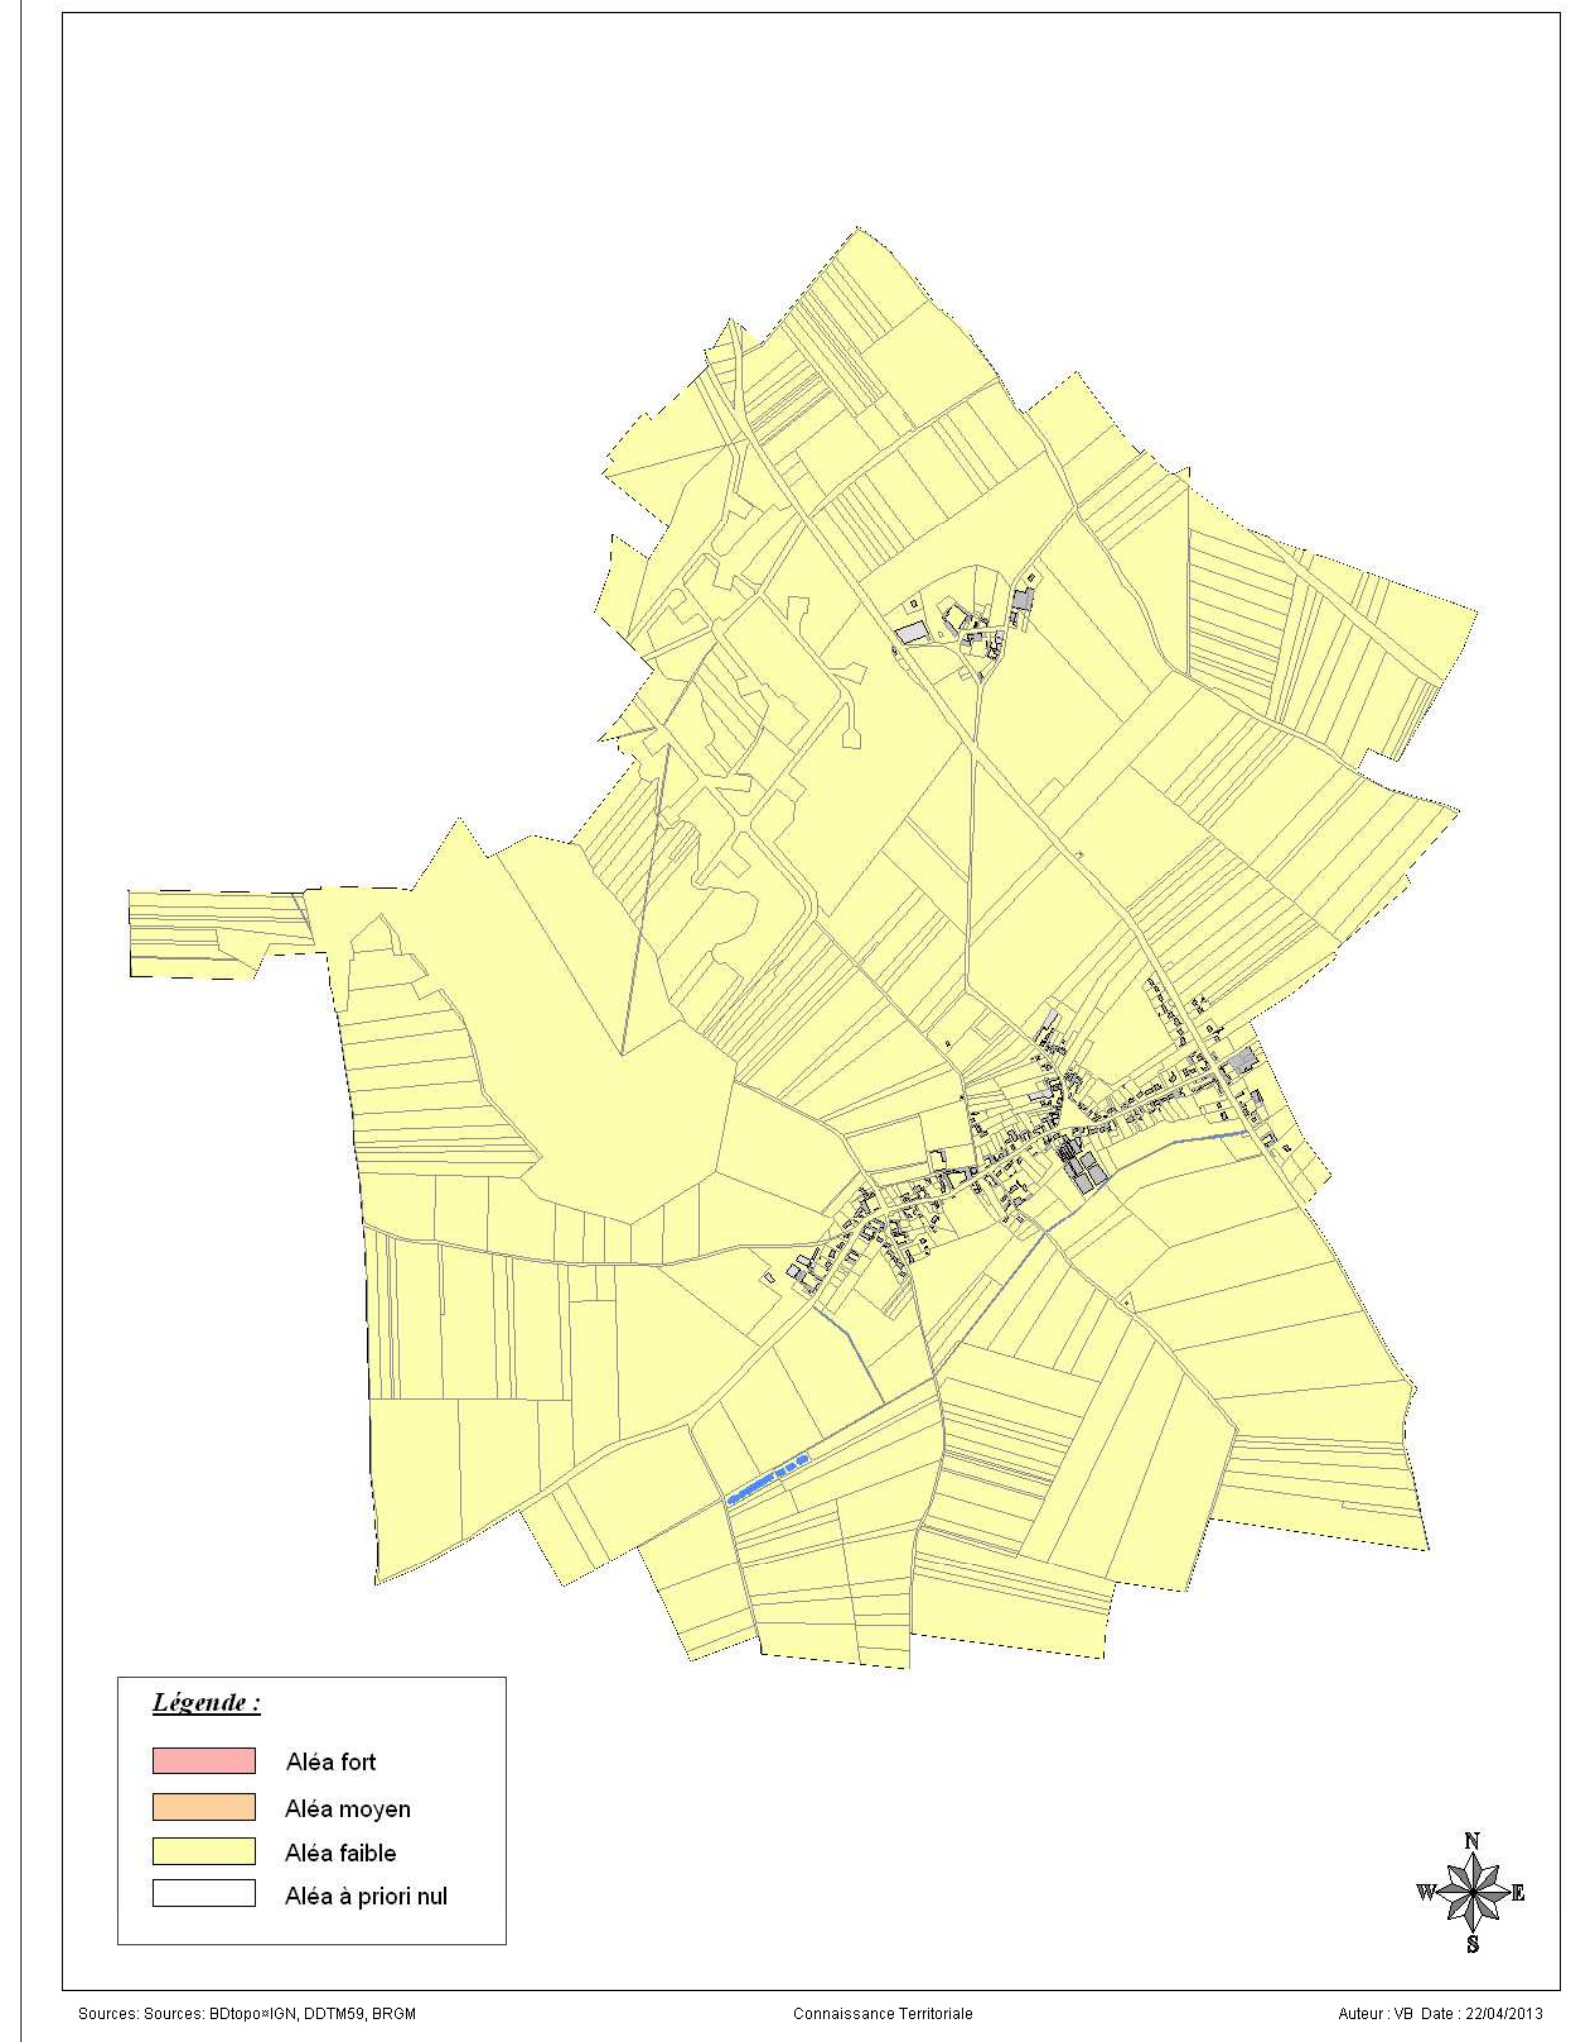 Légende :
Aléa fort
Aléa moyen
Aléa faible
Aléa à priori nul
N
W E
S
Sources: Sources: BDtopo¤IGN, DDTM59, BRGM
Connaissance Territoriale
Auteur : VB Date : 22/04/2013